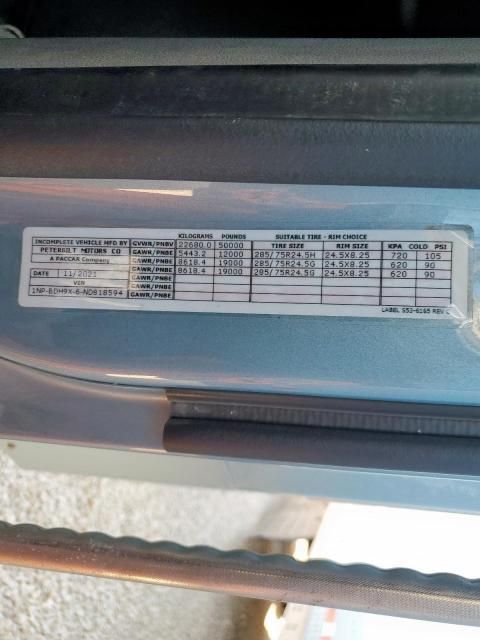 KILOGRAMS POUNDS SUITABLE TIRE - RIM CHOICE
INCOMPLETE VEHICLE MFD BY GVWR/PNBV 22680.0 50000 TIRE SIZE RIM SIZE KPA COLD PSI
PETERBILT MOTORS CO GAWR/PNBE 5443.2 12000 285/75R24.5H 24.5X8.25 720 105
A PACCAR Company GAWR/PNBE 8618.4 19000 285/75R24.5G 24.5X8.25 620 90
GAWR/PNBE 8618.4 19000 285/75R24.5G 24.5X8.25 620 90
DATE 11/2021 GAWR/PNBE
VIN GAWR/PNBE
1NP-BDH9X-6-ND818594 GAWR/PNBE
LABEL S53-6165 REV